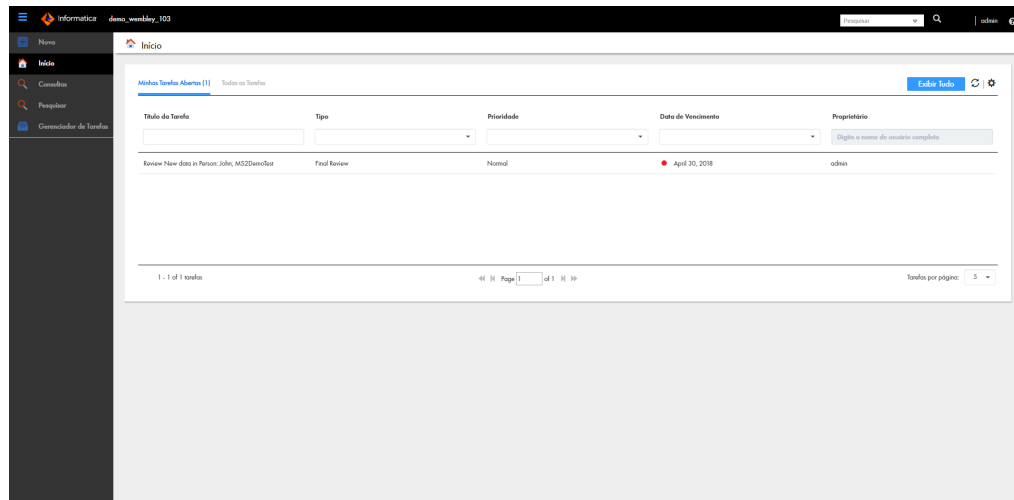 Informatica demo_wembley_103 Pesquisar admin
Novo
Início
Consultas
Pesquisar
Gerenciador de Tarefas
Início
Minhas Tarefas Abertas (1) Todas as Tarefas Exibir Tudo
Título da Tarefa Tipo Prioridade Data de Vencimento Proprietário
Digite o nome de usuário completo
Review New data in Person: John, MS2DemoTest Final Review Normal April 30, 2018 admin
1 - 1 of 1 tarefas Page 1 of 1 Tarefas por página: 5